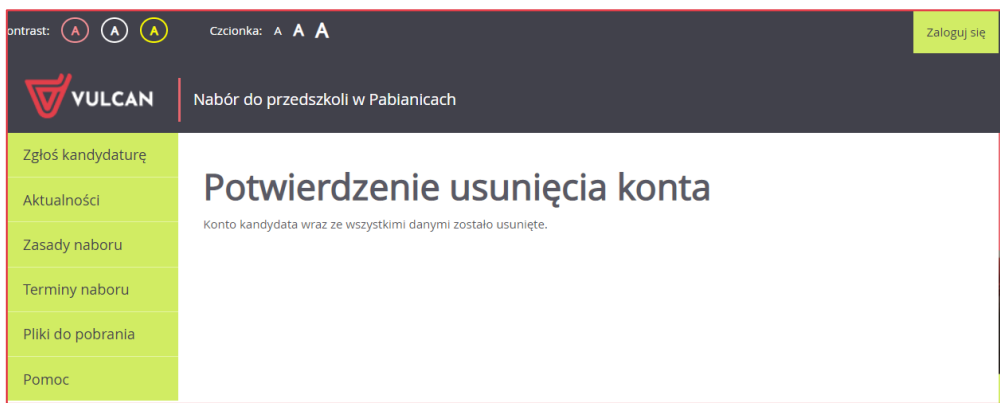 ontrast: A A A Czcionka: A A A Zaloguj się
VULCAN Nabór do przedszkoli w Pabianicach
Zgłoś kandydaturę
Aktualności
Zasady naboru
Terminy naboru
Pliki do pobrania
Pomoc
Potwierdzenie usunięcia konta
Konto kandydata wraz ze wszystkimi danymi zostało usunięte.